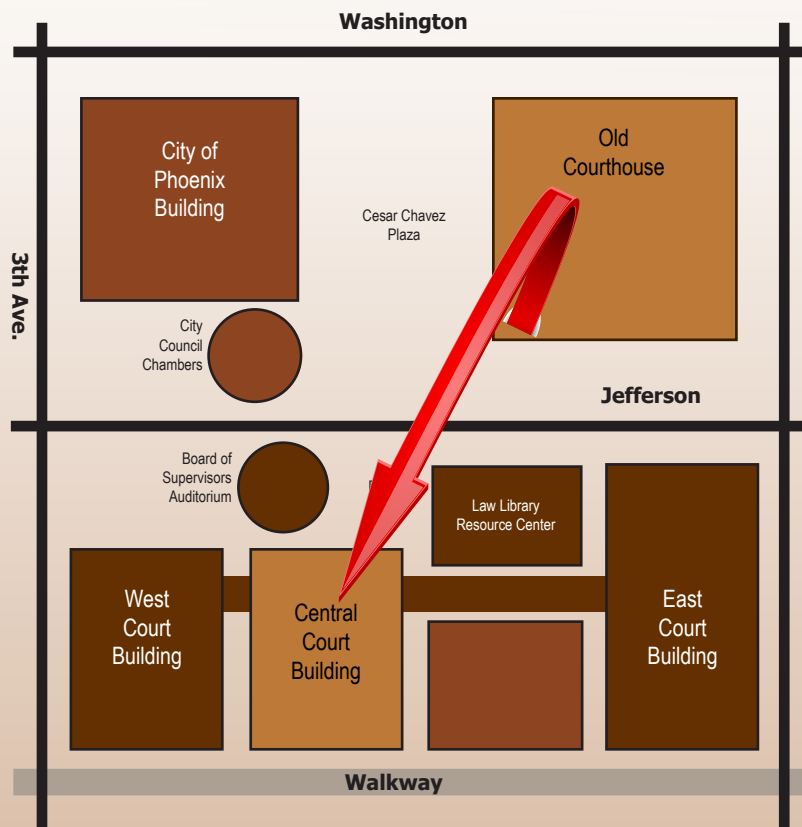 Washington
City of
Phoenix
Building
Old
Courthouse
Cesar Chavez
Plaza
3th Ave.
City
Council
Chambers
Jefferson
Board of
Supervisors
Auditorium
Law Library
Resource Center
West
Court
Building
Central
Court
Building
East
Court
Building
Walkway